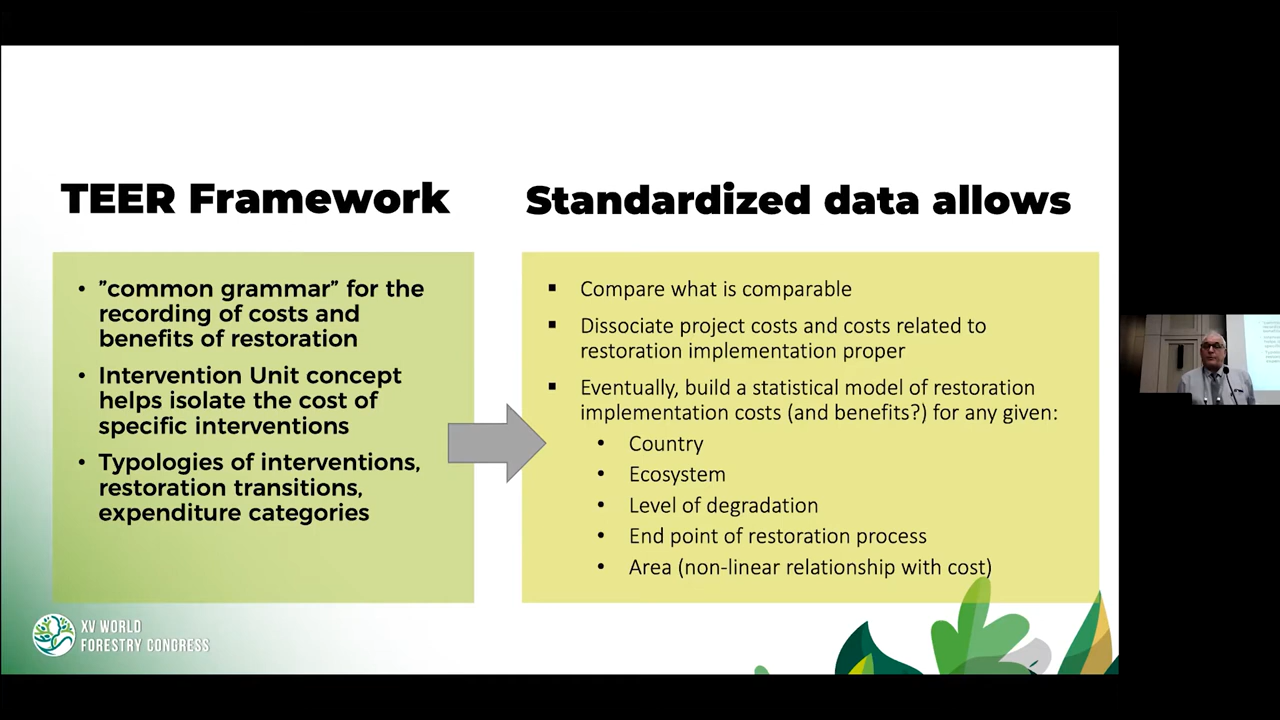 TEER Framework
”common grammar” for the
recording of costs and
benefits of restoration
• Intervention Unit concept
helps isolate the cost of
specific interventions
• Typologies of interventions,
restoration transitions,
expenditure categories
Standardized data allows
▪ Compare what is comparable
▪ Dissociate project costs and costs related to
restoration implementation proper
▪ Eventually, build a statistical model of restoration
implementation costs (and benefits?) for any given:
• Country
• Ecosystem
• Level of degradation
• End point of restoration process
• Area (non-linear relationship with cost)
XV WORLD
FORESTRY CONGRESS